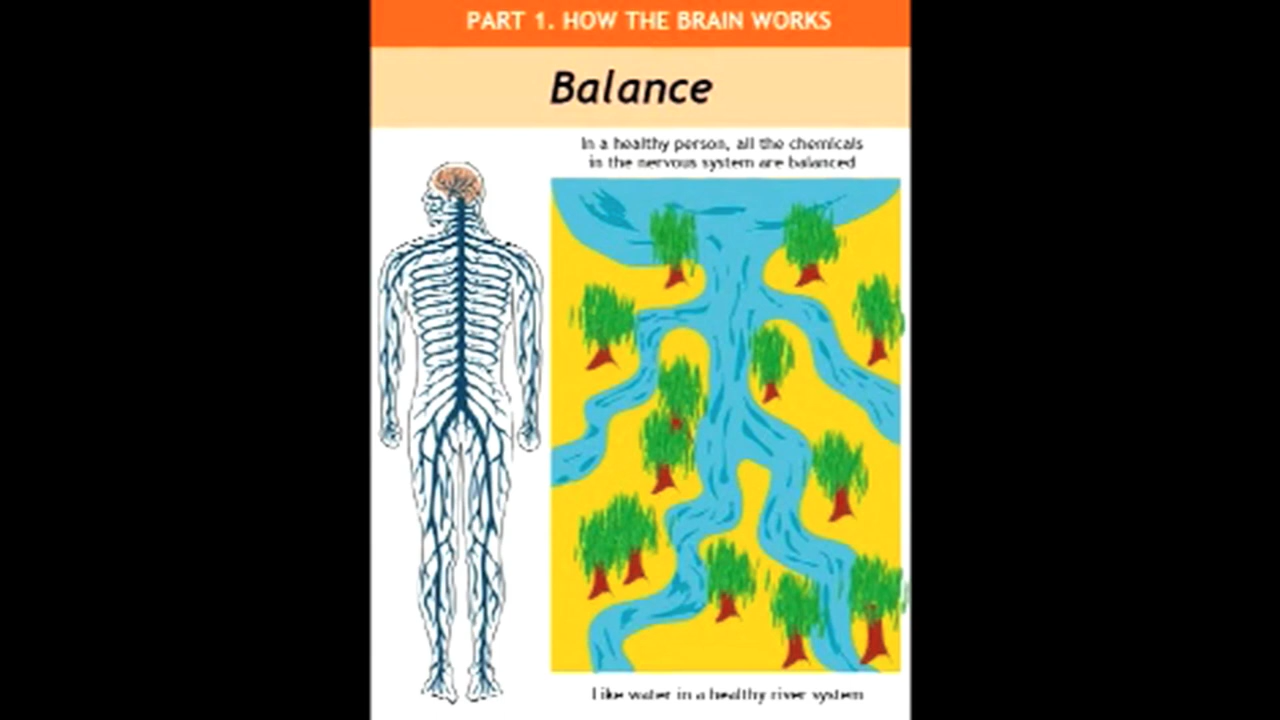 PART 1. HOW THE BRAIN WORKS
Balance
In a healthy person, all the chemicals
in the nervous system are balanced
Like water in a healthy river system